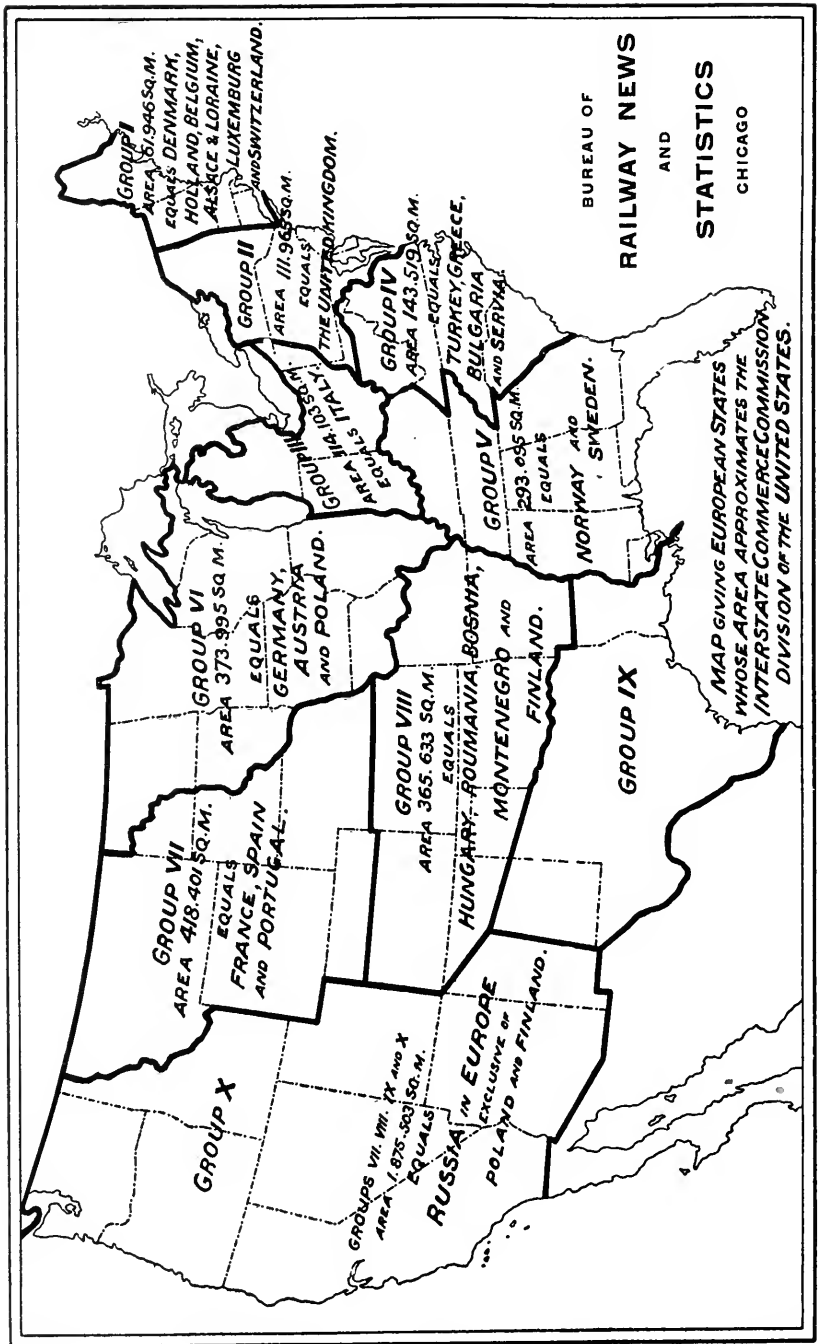 GROUP I
AREA 61.946 SQ.M.
EQUALS DENMARK,
HOLLAND, BELGIUM,
ALSACE & LORAINE,
LUXEMBURG
AND SWITZERLAND.
GROUP II
AREA 111.965 SQ.M.
EQUALS
THE UNITED KINGDOM.
GROUP III
AREA 114.103 SQ.M.
EQUALS ITALY.
GROUP IV
AREA 143.519 SQ.M.
EQUALS
TURKEY, GREECE,
BULGARIA
AND SERVIA.
GROUP V
AREA 293.095 SQ.M.
EQUALS
NORWAY AND
SWEDEN.
GROUP VI
AREA 373.995 SQ.M.
EQUALS
GERMANY,
AUSTRIA
AND POLAND.
GROUP VII
AREA 418.401 SQ.M.
EQUALS
FRANCE, SPAIN
AND PORTUGAL.
GROUP VIII
AREA 365.633 SQ.M.
EQUALS
HUNGARY, ROUMANIA, BOSNIA,
MONTENEGRO AND
FINLAND.
GROUP IX
GROUP X
GROUPS VII. VIII. IX AND X
AREA 1.875.503 SQ.M.
EQUALS
RUSSIA IN EUROPE
EXCLUSIVE OF
POLAND AND FINLAND.
MAP GIVING EUROPEAN STATES
WHOSE AREA APPROXIMATES THE
INTERSTATE COMMERCE COMMISSION
DIVISION OF THE UNITED STATES.
BUREAU OF
RAILWAY NEWS
AND
STATISTICS
CHICAGO